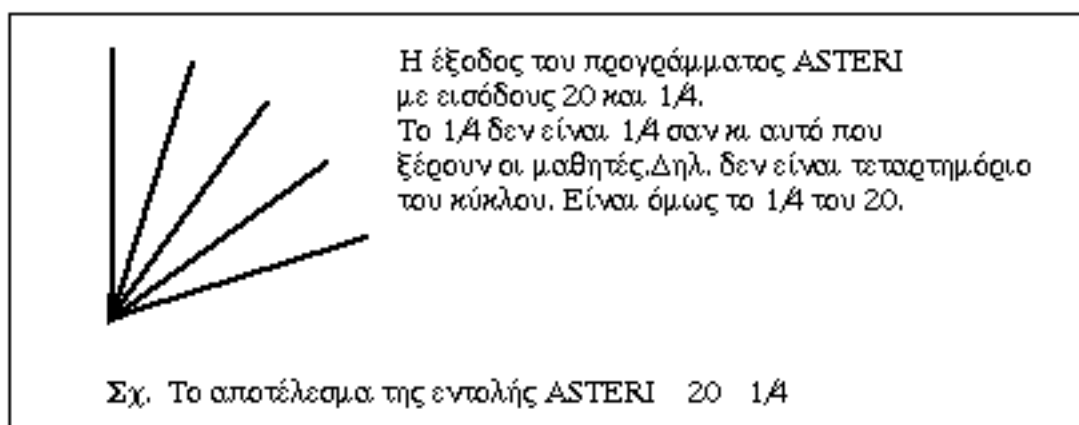 Η έξοδος του προγράμματος ASTERI
με εισόδους 20 και 1/4.
Το 1/4 δεν είναι 1/4 σαν κι αυτό που
ξέρουν οι μαθητές.Δηλ. δεν είναι τεταρτημόριο
του κύκλου. Είναι όμως το 1/4 του 20.
Σχ. Το αποτέλεσμα της εντολής ASTERI 20 1/4